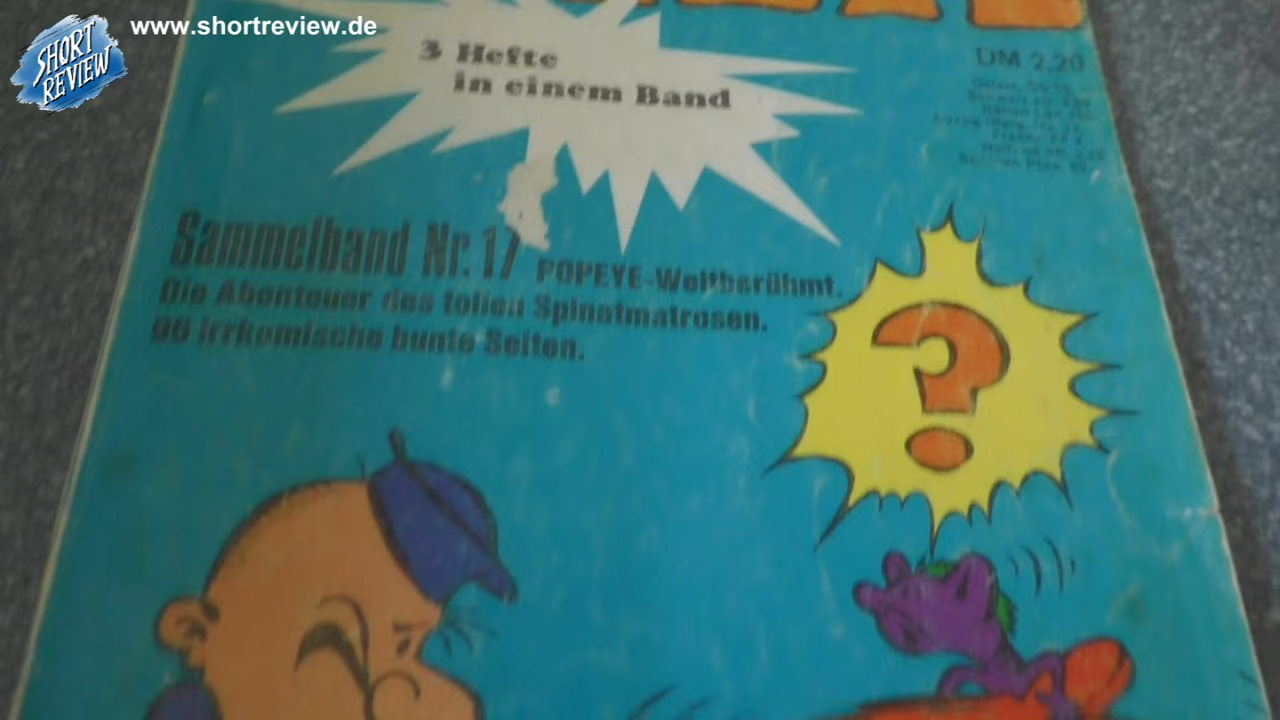 www.shortreview.de
SHORT
REVIEW
3 Hefte
in einem Band
DM 2,20
Sammelband Nr. 17 POPEYE-Weltberühmt.
Die Abenteuer des tollen Spinatmatrosen.
96 irrkomische bunte Seiten.
?